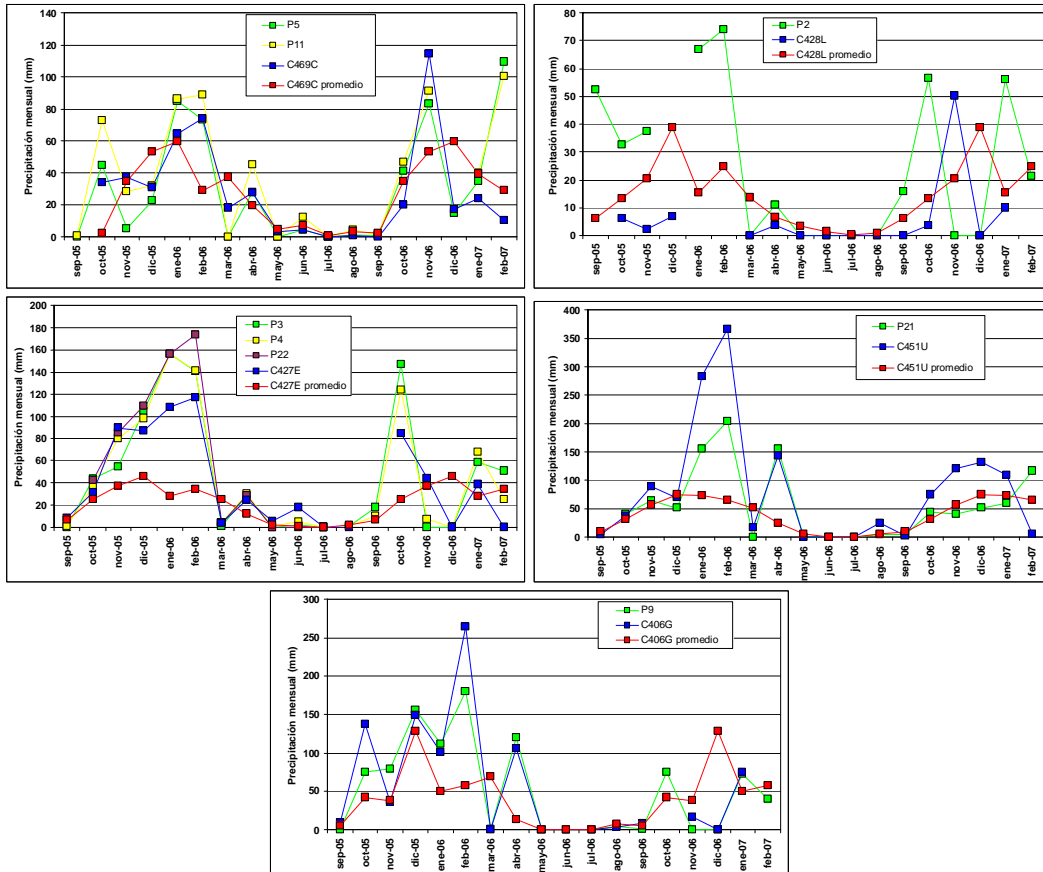 Precipitación mensual (mm)
140
120
100
80
60
40
20
0
P5
P11
C469C
C469C promedio
sep-05
oct-05
nov-05
dic-05
ene-06
feb-06
mar-06
abr-06
may-06
jun-06
jul-06
ago-06
sep-06
oct-06
nov-06
dic-06
ene-07
feb-07
Precipitación mensual (mm)
80
70
60
50
40
30
20
10
0
P2
C428L
C428L promedio
sep-05
oct-05
nov-05
dic-05
ene-06
feb-06
mar-06
abr-06
may-06
jun-06
jul-06
ago-06
sep-06
oct-06
nov-06
dic-06
ene-07
feb-07
Precipitación mensual (mm)
200
180
160
140
120
100
80
60
40
20
0
P3
P4
P22
C427E
C427E promedio
sep-05
oct-05
nov-05
dic-05
ene-06
feb-06
mar-06
abr-06
may-06
jun-06
jul-06
ago-06
sep-06
oct-06
nov-06
dic-06
ene-07
feb-07
Precipitación mensual (mm)
400
350
300
250
200
150
100
50
0
P21
C451U
C451U promedio
sep-05
oct-05
nov-05
dic-05
ene-06
feb-06
mar-06
abr-06
may-06
jun-06
jul-06
ago-06
sep-06
oct-06
nov-06
dic-06
ene-07
feb-07
Precipitación mensual (mm)
300
250
200
150
100
50
0
P9
C406G
C406G promedio
sep-05
oct-05
nov-05
dic-05
ene-06
feb-06
mar-06
abr-06
may-06
jun-06
jul-06
ago-06
sep-06
oct-06
nov-06
dic-06
ene-07
feb-07